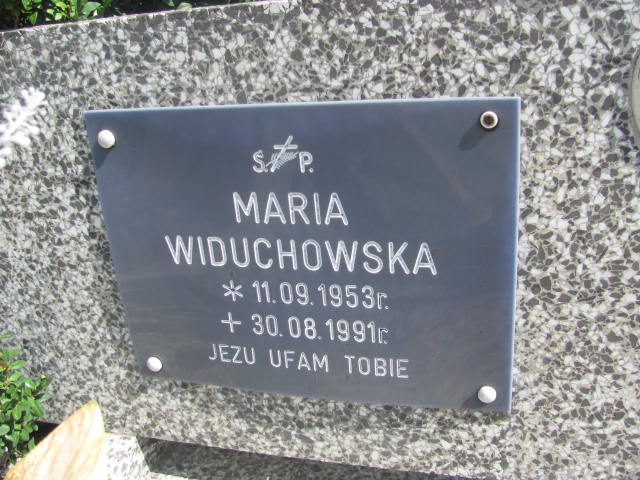 Ś. P.
MARIA
WIDUCHOWSKA
* 11.09.1953r.
+ 30.08.1991r.
JEZU UFAM TOBIE